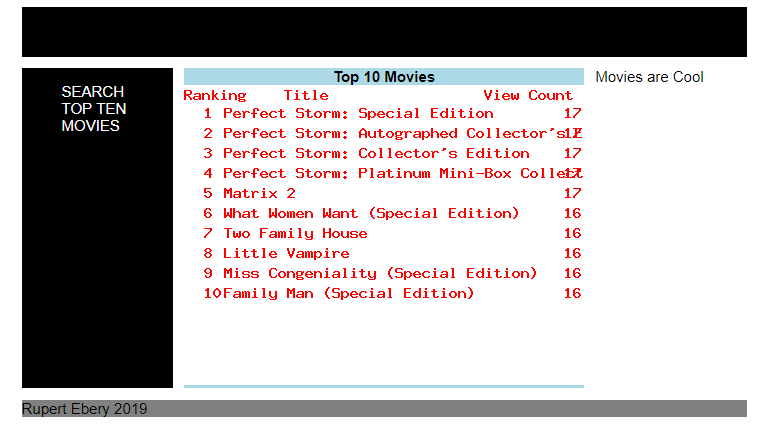 SEARCH
TOP TEN
MOVIES
Top 10 Movies
Ranking Title View Count
1 Perfect Storm: Special Edition 17
2 Perfect Storm: Autographed Collector's E 17
3 Perfect Storm: Collector's Edition 17
4 Perfect Storm: Platinum Mini-Box Collect 17
5 Matrix 2 17
6 What Women Want (Special Edition) 16
7 Two Family House 16
8 Little Vampire 16
9 Miss Congeniality (Special Edition) 16
10 Family Man (Special Edition) 16
Movies are Cool
Rupert Ebery 2019